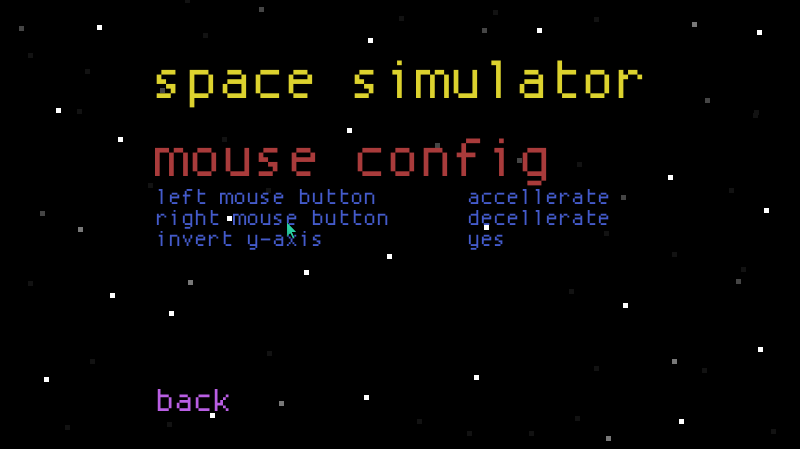 space simulator
mouse config
left mouse button accellerate
right mouse button decellerate
invert y-axis yes
back